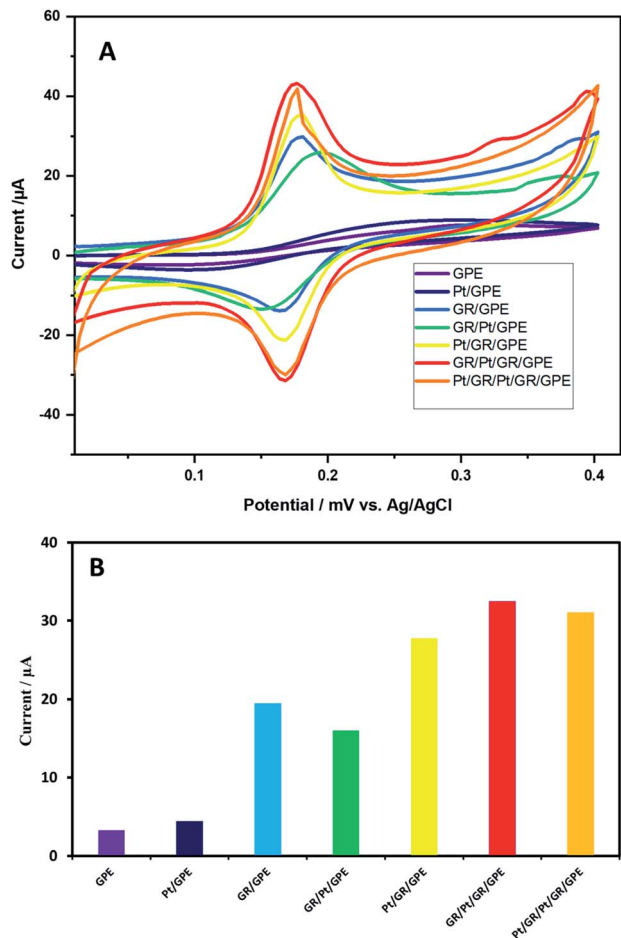 A
60
40
20
0
-20
-40
Current /µA
GPE
Pt/GPE
GR/GPE
GR/Pt/GPE
Pt/GR/GPE
GR/Pt/GR/GPE
Pt/GR/Pt/GR/GPE
0.1 0.2 0.3 0.4
Potential / mV vs. Ag/AgCl
B
40
30
20
10
0
Current / µA
GPE
Pt/GPE
GR/GPE
GR/Pt/GPE
Pt/GR/GPE
GR/Pt/GR/GPE
Pt/GR/Pt/GR/GPE